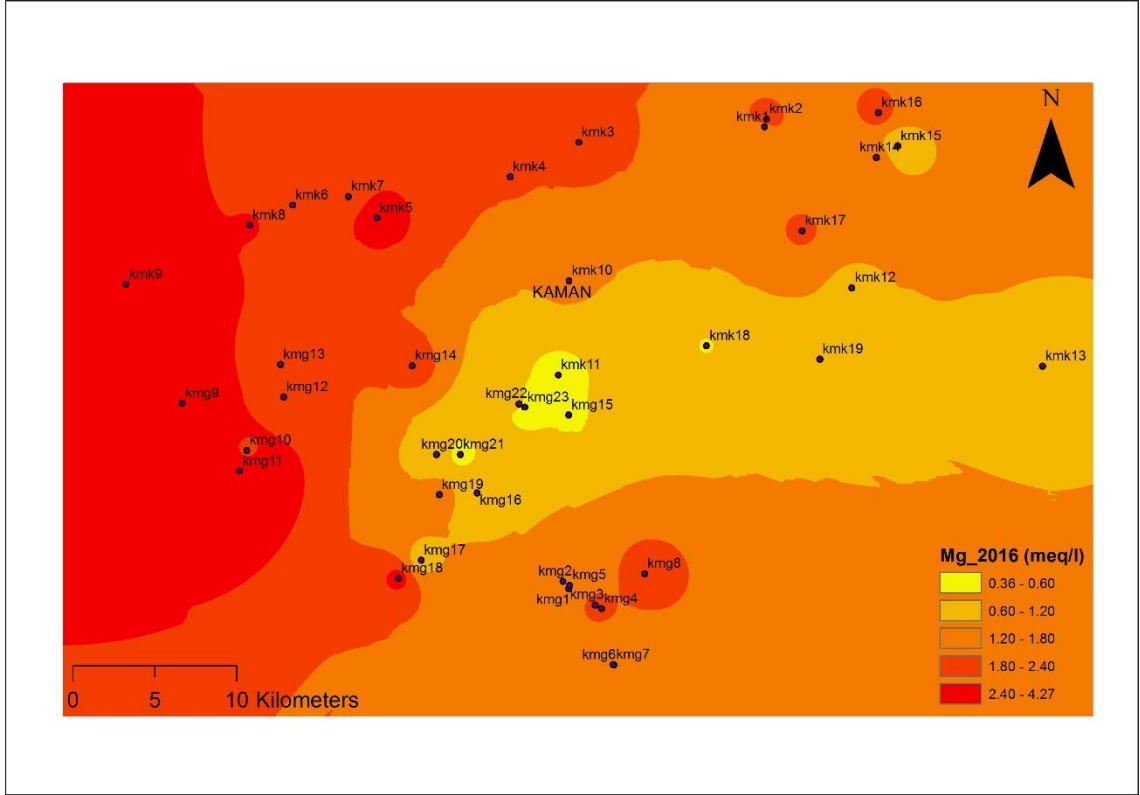 N
kmk16
kmk1
kmk2
kmk3
kmk14
kmk15
kmk4
kmk7
kmk6
kmk5
kmk8
kmk17
kmk9
kmk10
KAMAN
kmk12
kmk18
kmg13
kmg14
kmk11
kmk19
kmk13
kmg12
kmg9
kmg22
kmg23
kmg15
kmg10
kmg20
kmg21
kmg11
kmg19
kmg16
kmg17
kmg18
kmg2
kmg5
kmg8
kmg1
kmg3
kmg4
kmg6
kmg7
Mg_2016 (meq/l)
0.36 - 0.60
0.60 - 1.20
1.20 - 1.80
1.80 - 2.40
2.40 - 4.27
0 5 10 Kilometers